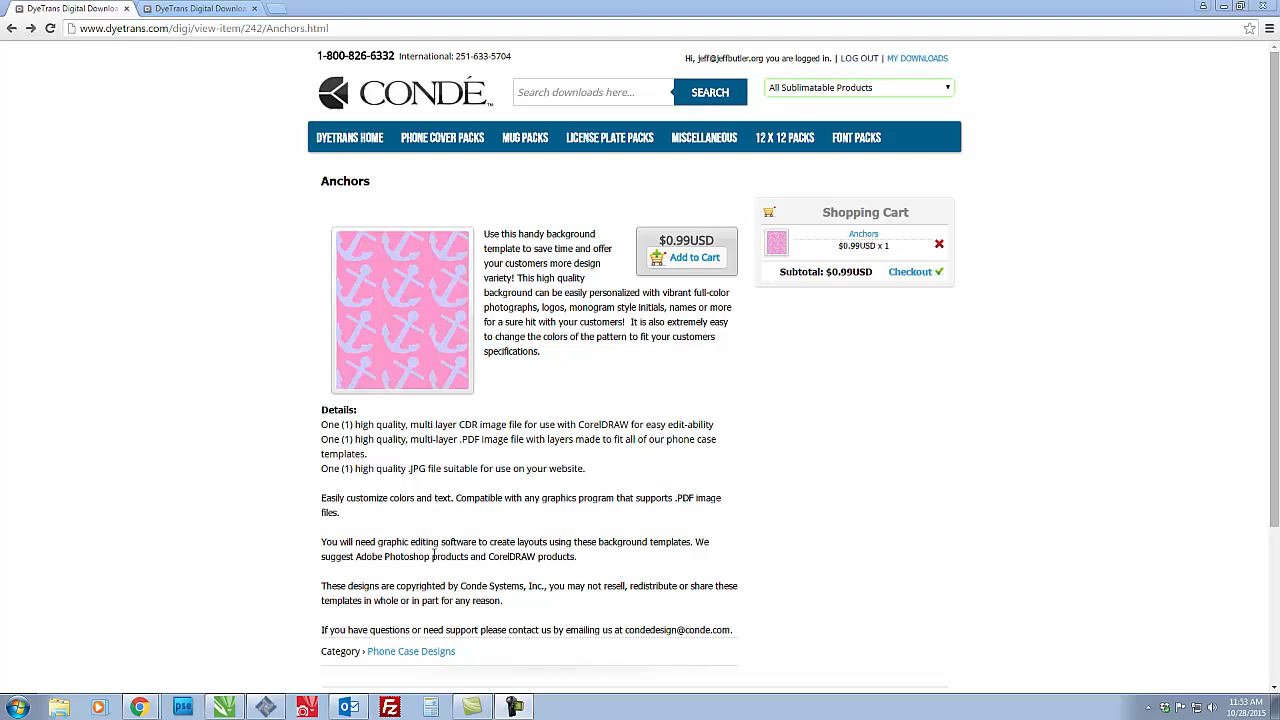 DyeTrans Digital Downloa
DyeTrans Digital Downloa
www.dyetrans.com/digi/view-item/242/Anchors.html
1-800-826-6332 International: 251-633-5704
Hi, jeff@jeffbutler.org you are logged in. | LOG OUT | MY DOWNLOADS
CONDÉ™
Search downloads here...
SEARCH
All Sublimatable Products
DYETRANS HOME PHONE COVER PACKS MUG PACKS LICENSE PLATE PACKS MISCELLANEOUS 12 X 12 PACKS FONT PACKS
Anchors
Use this handy background
template to save time and offer
your customers more design
variety! This high quality
background can be easily personalized with vibrant full-color
photographs, logos, monogram style initials, names or more
for a sure hit with your customers! It is also extremely easy
to change the colors of the pattern to fit your customers
specifications.
$0.99USD
Add to Cart
Shopping Cart
Anchors
$0.99USD x 1
Subtotal: $0.99USD Checkout
Details:
One (1) high quality, multi layer CDR image file for use with CorelDRAW for easy edit-ability
One (1) high quality, multi-layer .PDF image file with layers made to fit all of our phone case
templates.
One (1) high quality .JPG file suitable for use on your website.
Easily customize colors and text. Compatible with any graphics program that supports .PDF image
files.
You will need graphic editing software to create layouts using these background templates. We
suggest Adobe Photoshop products and CorelDRAW products.
These designs are copyrighted by Conde Systems, Inc., you may not resell, redistribute or share these
templates in whole or in part for any reason.
If you have questions or need support please contact us by emailing us at condedesign@conde.com.
Category › Phone Case Designs
pse
11:53 AM
10/28/2015